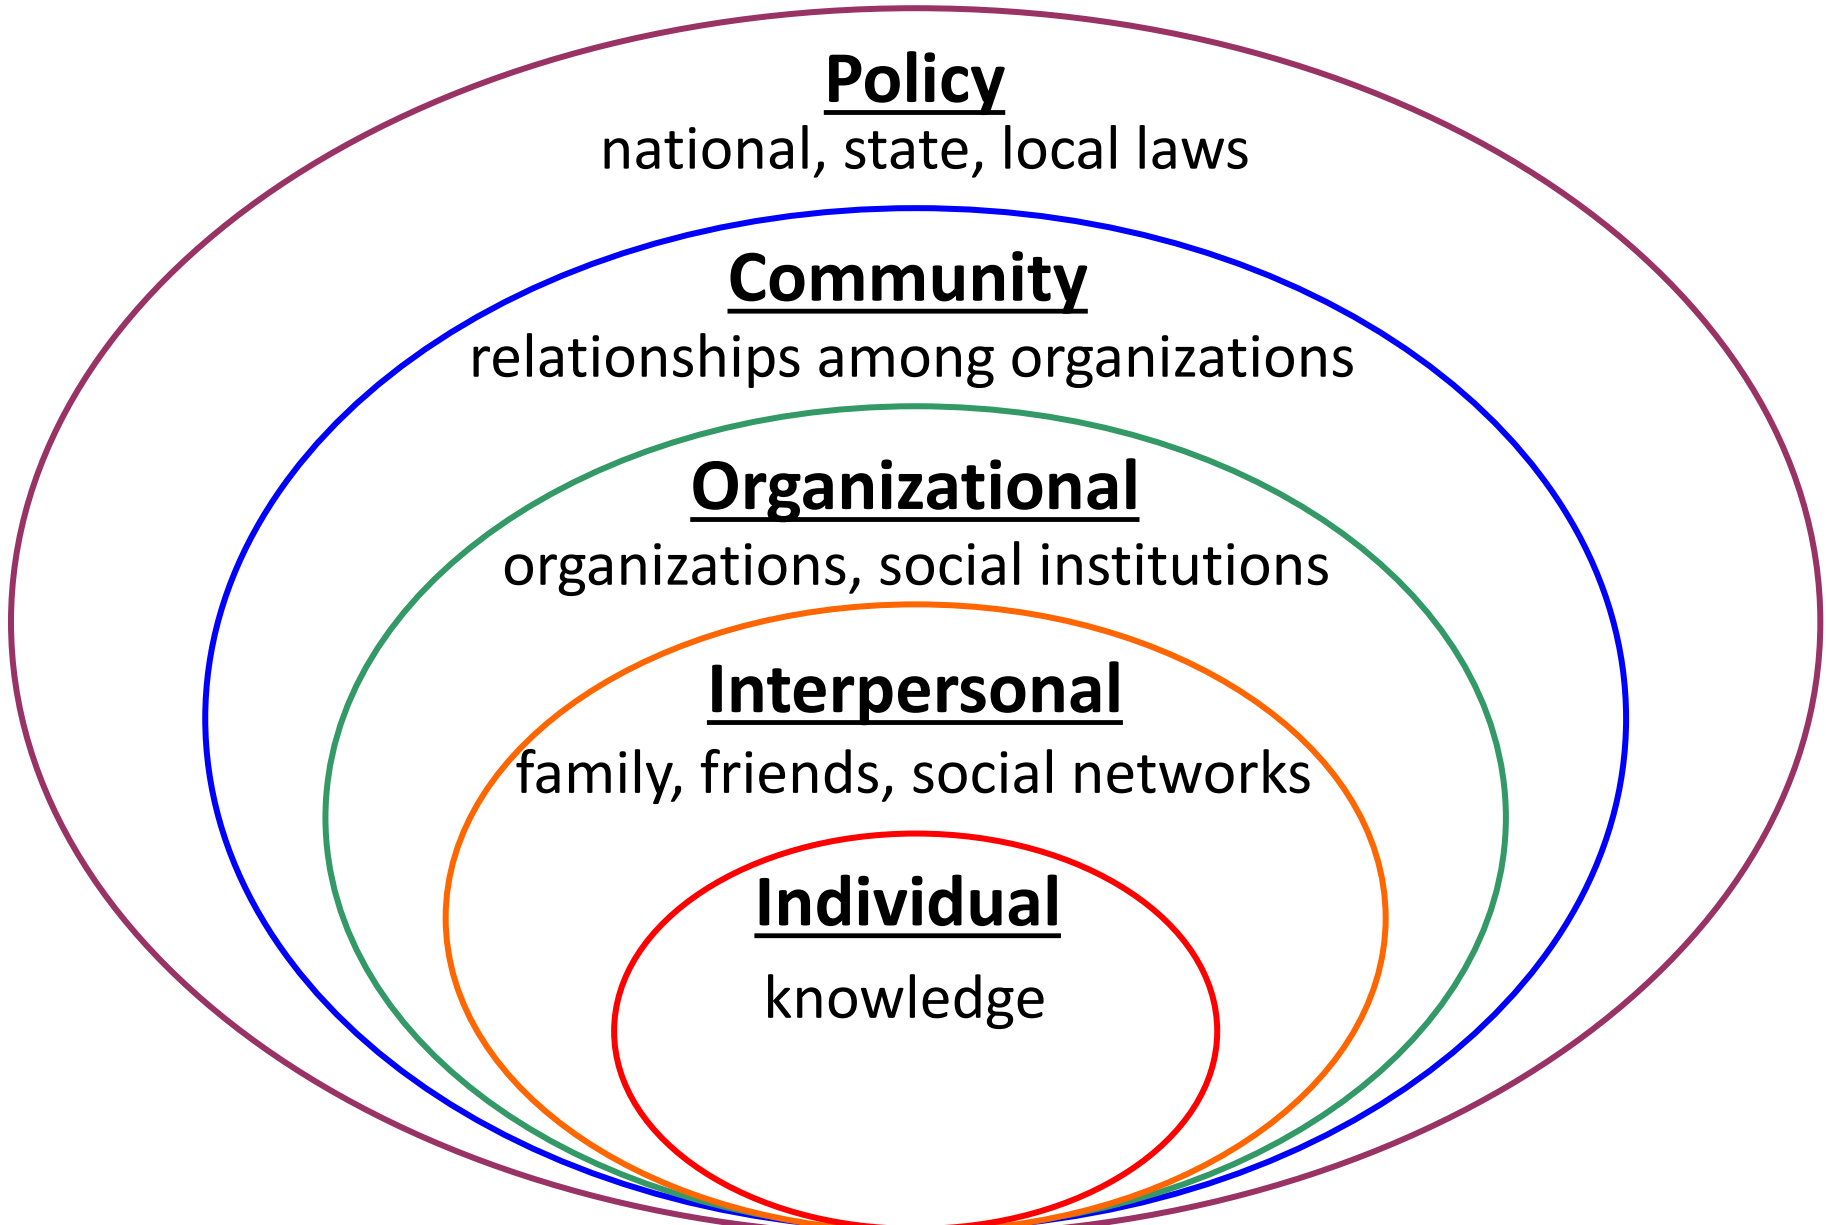 Policy
national, state, local laws
Community
relationships among organizations
Organizational
organizations, social institutions
Interpersonal
family, friends, social networks
Individual
knowledge